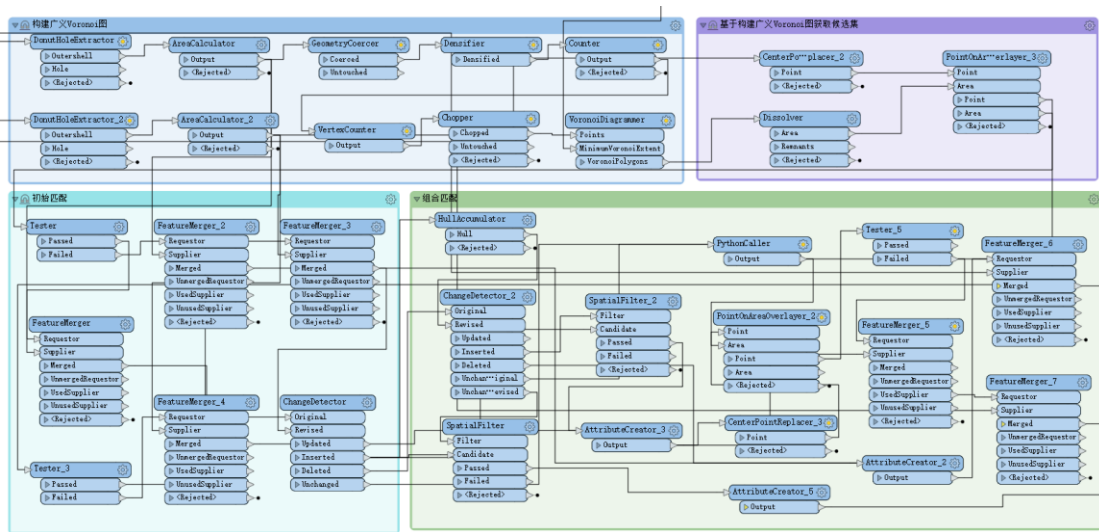 构建广义Voronoi图
DonutHoleExtractor
Outershell
Hole
<Rejected>
AreaCalculator
Output
<Rejected>
GeometryCoercer
Coerced
Untouched
Densifier
Densified
Counter
Output
<Rejected>
DonutHoleExtractor_2
Outershell
Hole
<Rejected>
AreaCalculator_2
Output
<Rejected>
VertexCounter
Output
Chopper
Chopped
Untouched
<Rejected>
VoronoiDiagrammer
Points
MinimumVoronoiExtent
VoronoiPolygons
基于构建广义Voronoi图获取候选集
CenterPo···placer_2
Point
<Rejected>
PointOnAr···erlayer_3
Point
Area
Point
Area
<Rejected>
Dissolver
Area
Remnants
<Rejected>
初始匹配
Tester
Passed
Failed
FeatureMerger_2
Requestor
Supplier
Merged
UnmergedRequestor
UsedSupplier
UnusedSupplier
<Rejected>
FeatureMerger_3
Requestor
Supplier
Merged
UnmergedRequestor
UsedSupplier
UnusedSupplier
<Rejected>
FeatureMerger
Requestor
Supplier
Merged
UnmergedRequestor
UsedSupplier
UnusedSupplier
<Rejected>
FeatureMerger_4
Requestor
Supplier
Merged
UnmergedRequestor
UsedSupplier
UnusedSupplier
<Rejected>
ChangeDetector
Original
Revised
Updated
Inserted
Deleted
Unchanged
Tester_3
Passed
Failed
组合匹配
HullAccumulator
Hull
<Rejected>
ChangeDetector_2
Original
Revised
Updated
Inserted
Deleted
Unchan···iginal
Unchan···evised
SpatialFilter
Filter
Candidate
Passed
Failed
<Rejected>
SpatialFilter_2
Filter
Candidate
Passed
Failed
<Rejected>
AttributeCreator_3
Output
PythonCaller
Output
PointOnAreaOverlayer_2
Point
Area
Point
Area
<Rejected>
CenterPointReplacer_3
Point
<Rejected>
AttributeCreator_5
Output
Tester_5
Passed
Failed
FeatureMerger_5
Requestor
Supplier
Merged
UnmergedRequestor
UsedSupplier
UnusedSupplier
<Rejected>
AttributeCreator_2
Output
FeatureMerger_6
Requestor
Supplier
Merged
UnmergedRequestor
UsedSupplier
UnusedSupplier
<Rejected>
FeatureMerger_7
Requestor
Supplier
Merged
UnmergedRequestor
UsedSupplier
UnusedSupplier
<Rejected>